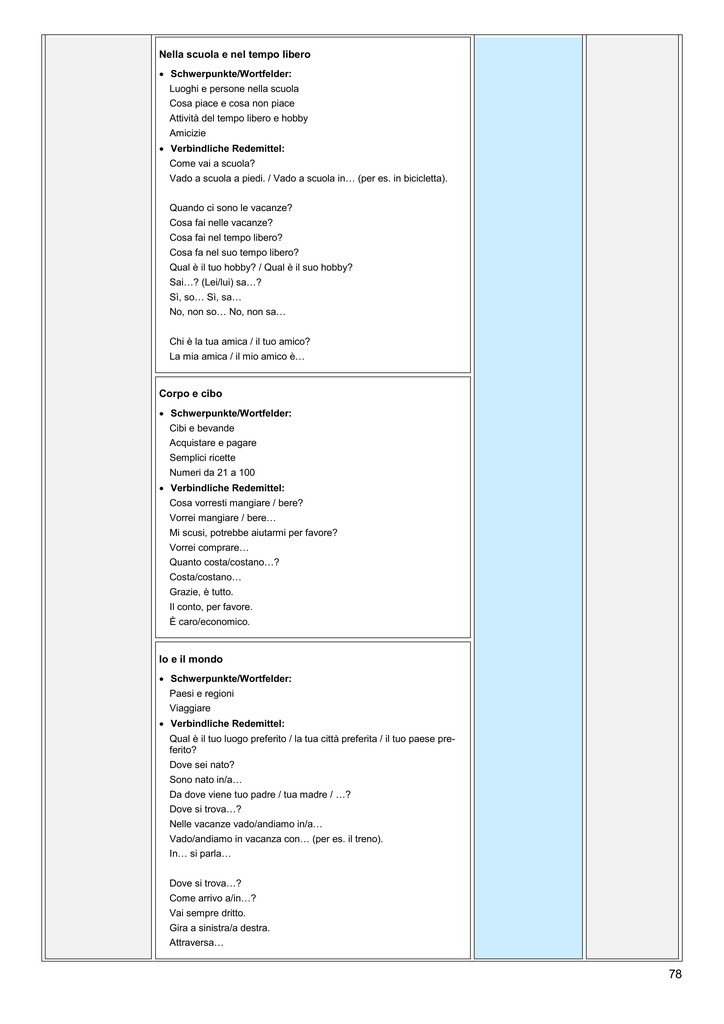 Nella scuola e nel tempo libero
• Schwerpunkte/Wortfelder:
Luoghi e persone nella scuola
Cosa piace e cosa non piace
Attività del tempo libero e hobby
Amicizie
• Verbindliche Redemittel:
Come vai a scuola?
Vado a scuola a piedi. / Vado a scuola in… (per es. in bicicletta).
Quando ci sono le vacanze?
Cosa fai nelle vacanze?
Cosa fai nel tempo libero?
Cosa fa nel suo tempo libero?
Qual è il tuo hobby? / Qual è il suo hobby?
Sai…? (Lei/lui) sa…?
Sì, so… Sì, sa…
No, non so… No, non sa…
Chi è la tua amica / il tuo amico?
La mia amica / il mio amico è…
Corpo e cibo
• Schwerpunkte/Wortfelder:
Cibi e bevande
Acquistare e pagare
Semplici ricette
Numeri da 21 a 100
• Verbindliche Redemittel:
Cosa vorresti mangiare / bere?
Vorrei mangiare / bere…
Mi scusi, potrebbe aiutarmi per favore?
Vorrei comprare…
Quanto costa/costano…?
Costa/costano…
Grazie, è tutto.
Il conto, per favore.
È caro/economico.
Io e il mondo
• Schwerpunkte/Wortfelder:
Paesi e regioni
Viaggiare
• Verbindliche Redemittel:
Qual è il tuo luogo preferito / la tua città preferita / il tuo paese pre-
ferito?
Dove sei nato?
Sono nato in/a…
Da dove viene tuo padre / tua madre / …?
Dove si trova…?
Nelle vacanze vado/andiamo in/a…
Vado/andiamo in vacanza con… (per es. il treno).
In… si parla…
Dove si trova…?
Come arrivo a/in…?
Vai sempre dritto.
Gira a sinistra/a destra.
Attraversa…
78